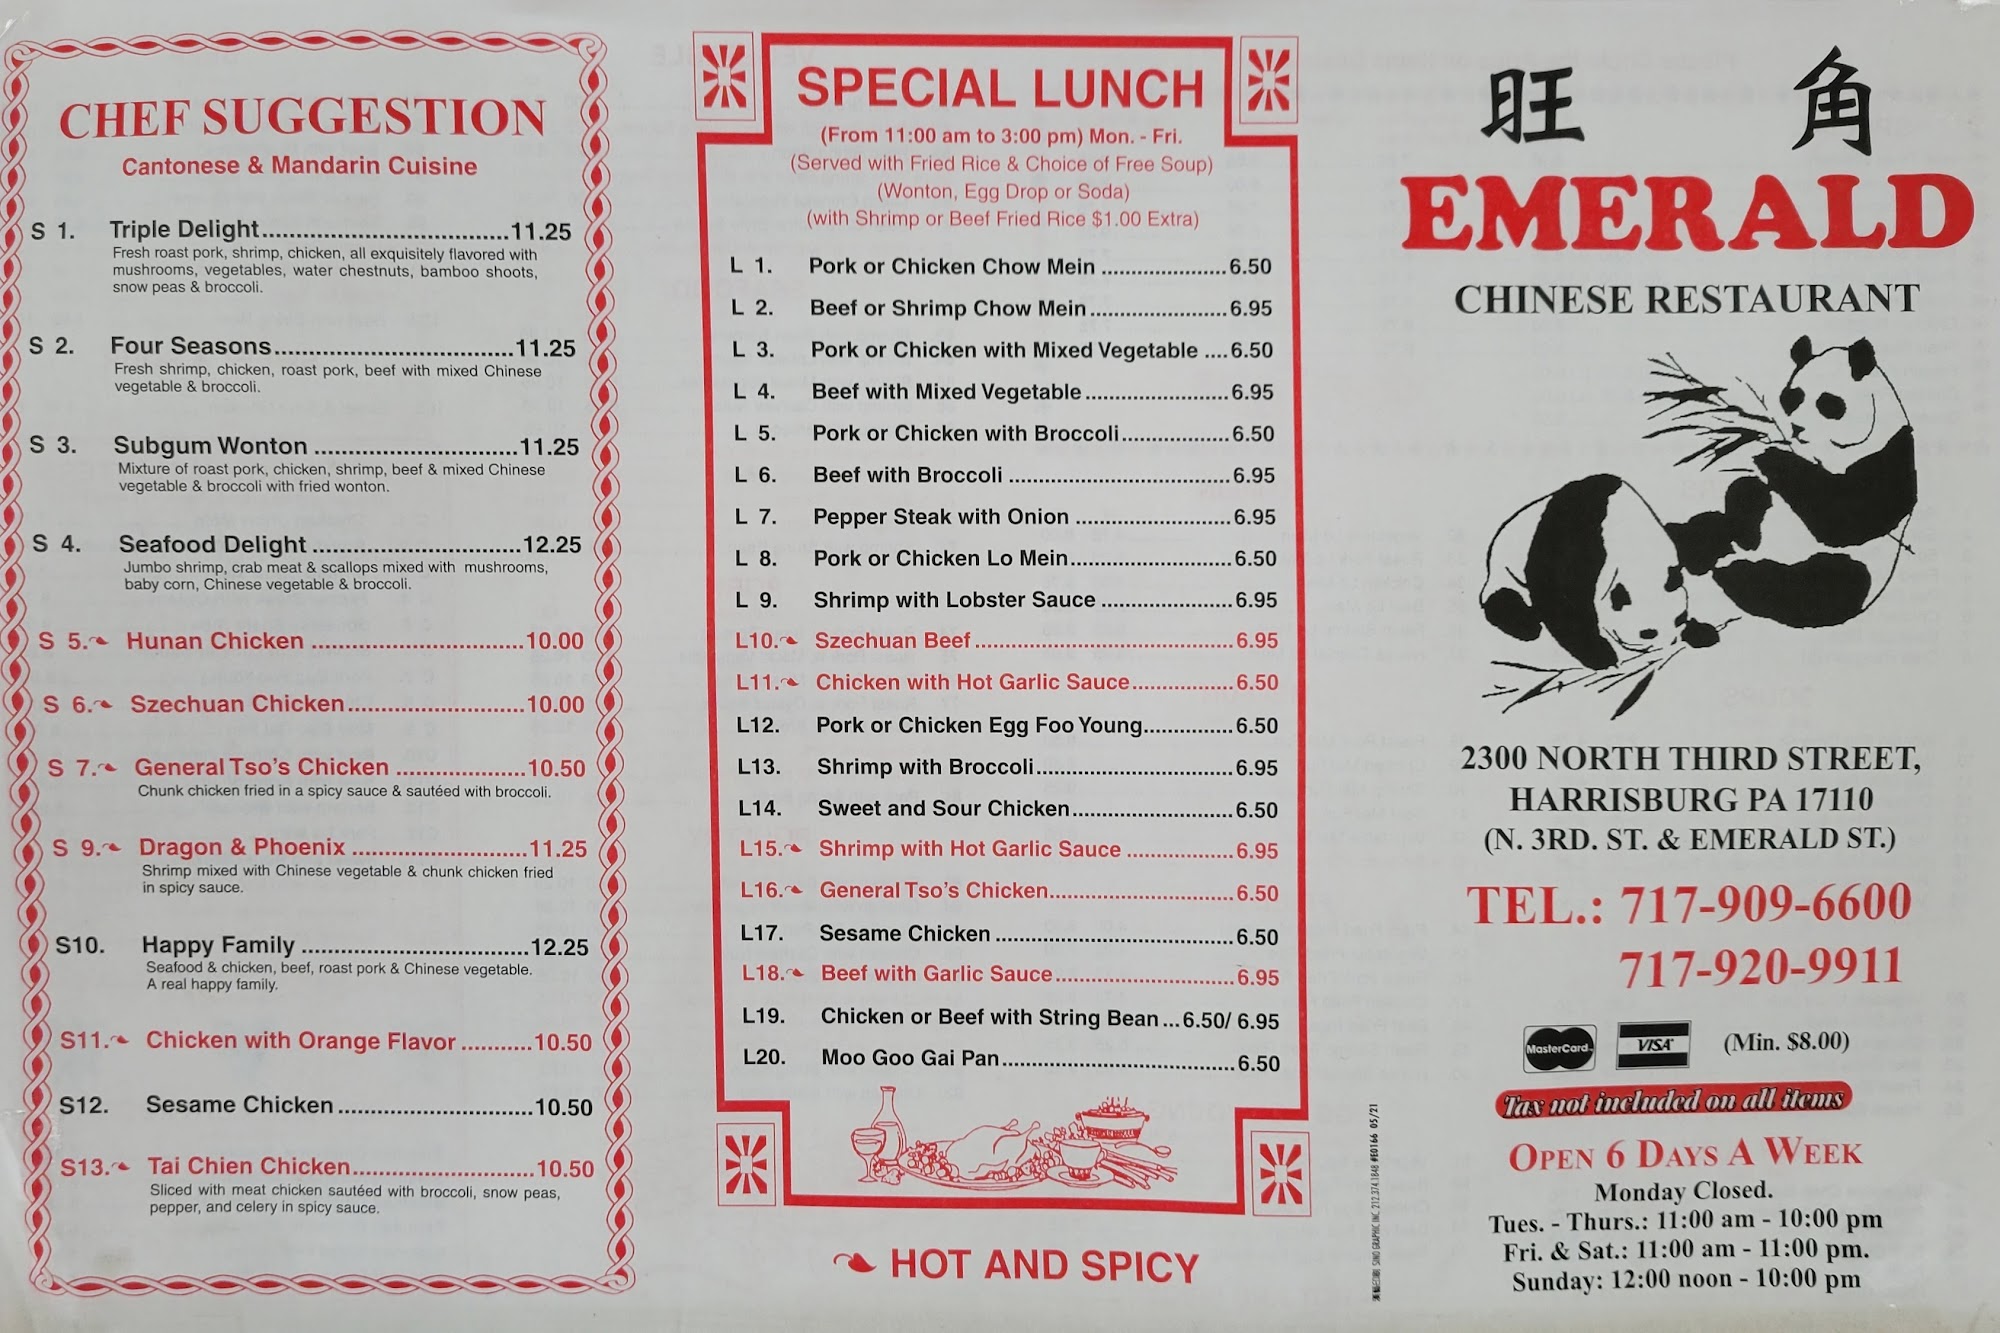 CHEF SUGGESTION
Cantonese & Mandarin Cuisine
S 1. Triple Delight....................................11.25
Fresh roast pork, shrimp, chicken, all exquisitely flavored with
mushrooms, vegetables, water chestnuts, bamboo shoots,
snow peas & broccoli.
S 2. Four Seasons...................................11.25
Fresh shrimp, chicken, roast pork, beef with mixed Chinese
vegetable & broccoli.
S 3. Subgum Wonton ..............................11.25
Mixture of roast pork, chicken, shrimp, beef & mixed Chinese
vegetable & broccoli with fried wonton.
S 4. Seafood Delight ...............................12.25
Jumbo shrimp, crab meat & scallops mixed with mushrooms,
baby corn, Chinese vegetable & broccoli.
S 5. Hunan Chicken ...............................10.00
S 6. Szechuan Chicken..........................10.00
S 7. General Tso's Chicken ...................10.50
Chunk chicken fried in a spicy sauce & sautéed with broccoli.
S 9. Dragon & Phoenix ..........................11.25
Shrimp mixed with Chinese vegetable & chunk chicken fried
in spicy sauce.
S10. Happy Family ..................................12.25
Seafood & chicken, beef, roast pork & Chinese vegetable.
A real happy family.
S11. Chicken with Orange Flavor ...........10.50
S12. Sesame Chicken .............................10.50
S13. Tai Chien Chicken...........................10.50
Sliced with meat chicken sautéed with broccoli, snow peas,
pepper, and celery in spicy sauce.
SPECIAL LUNCH
(From 11:00 am to 3:00 pm) Mon. - Fri.
(Served with Fried Rice & Choice of Free Soup)
(Wonton, Egg Drop or Soda)
(with Shrimp or Beef Fried Rice $1.00 Extra)
L 1. Pork or Chicken Chow Mein ...................6.50
L 2. Beef or Shrimp Chow Mein.....................6.95
L 3. Pork or Chicken with Mixed Vegetable ....6.50
L 4. Beef with Mixed Vegetable......................6.95
L 5. Pork or Chicken with Broccoli.................6.50
L 6. Beef with Broccoli ..................................6.95
L 7. Pepper Steak with Onion ........................6.95
L 8. Pork or Chicken Lo Mein.........................6.50
L 9. Shrimp with Lobster Sauce ....................6.95
L10. Szechuan Beef.......................................6.95
L11. Chicken with Hot Garlic Sauce................6.50
L12. Pork or Chicken Egg Foo Young..............6.50
L13. Shrimp with Broccoli..............................6.95
L14. Sweet and Sour Chicken.........................6.50
L15. Shrimp with Hot Garlic Sauce ................6.95
L16. General Tso's Chicken............................6.50
L17. Sesame Chicken ....................................6.50
L18. Beef with Garlic Sauce...........................6.95
L19. Chicken or Beef with String Bean...6.50/ 6.95
L20. Moo Goo Gai Pan...................................6.50
HOT AND SPICY
旺 角
EMERALD
CHINESE RESTAURANT
2300 NORTH THIRD STREET,
HARRISBURG PA 17110
(N. 3RD. ST. & EMERALD ST.)
TEL.: 717-909-6600
717-920-9911
MasterCard VISA (Min. $8.00)
Tax not included on all items
OPEN 6 DAYS A WEEK
Monday Closed.
Tues. - Thurs.: 11:00 am - 10:00 pm
Fri. & Sat.: 11:00 am - 11:00 pm.
Sunday: 12:00 noon - 10:00 pm
SINO GRAPHIC INC. 212.374.1848 #E0166 05/21